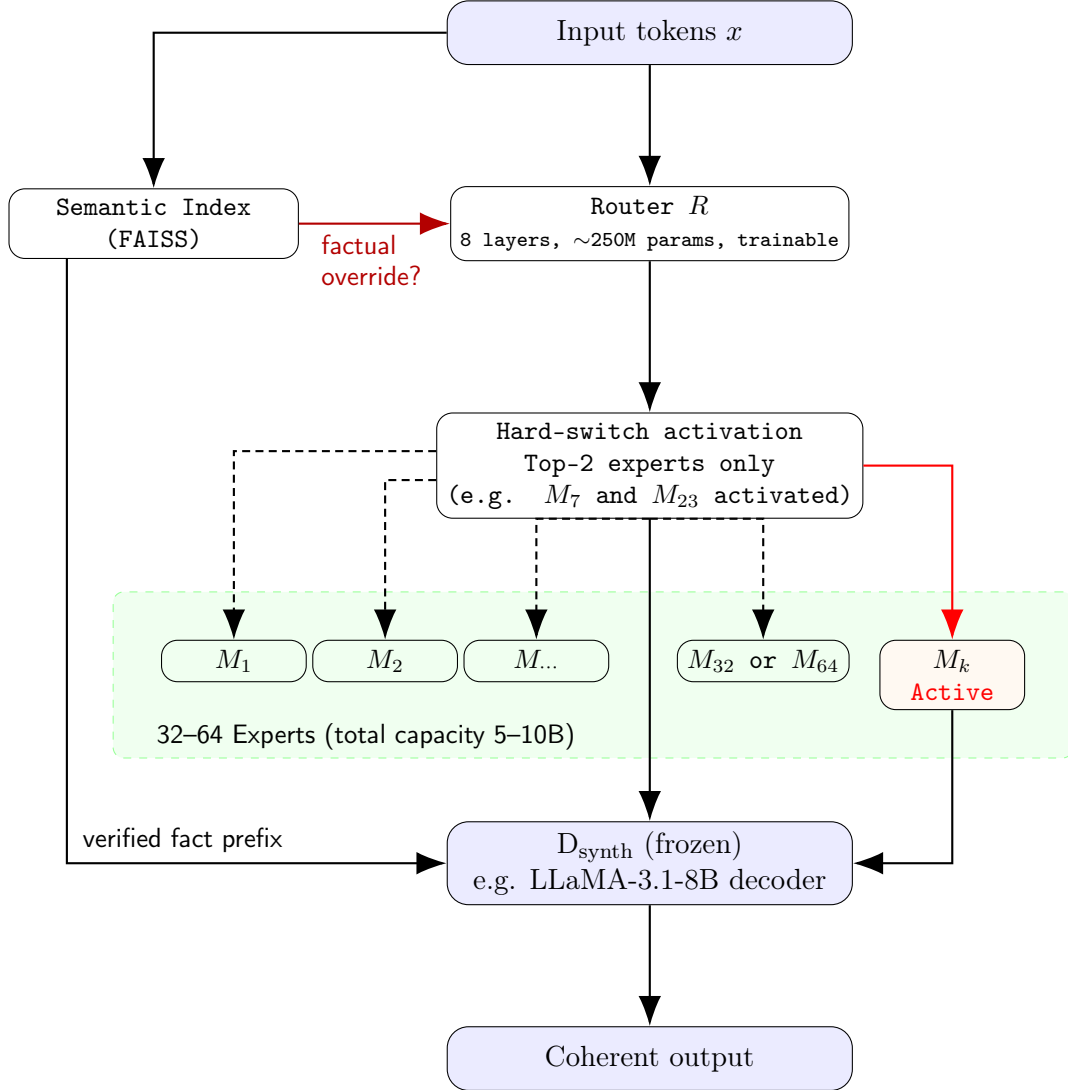 Input tokens x
Semantic Index
(FAISS)
factual
override?
Router R
8 layers, ~250M params, trainable
Hard-switch activation
Top-2 experts only
(e.g. M₇ and M₂₃ activated)
M₁
M₂
M...
M₃₂ or M₆₄
Mₖ
Active
32–64 Experts (total capacity 5–10B)
verified fact prefix
D_synth (frozen)
e.g. LLaMA-3.1-8B decoder
Coherent output